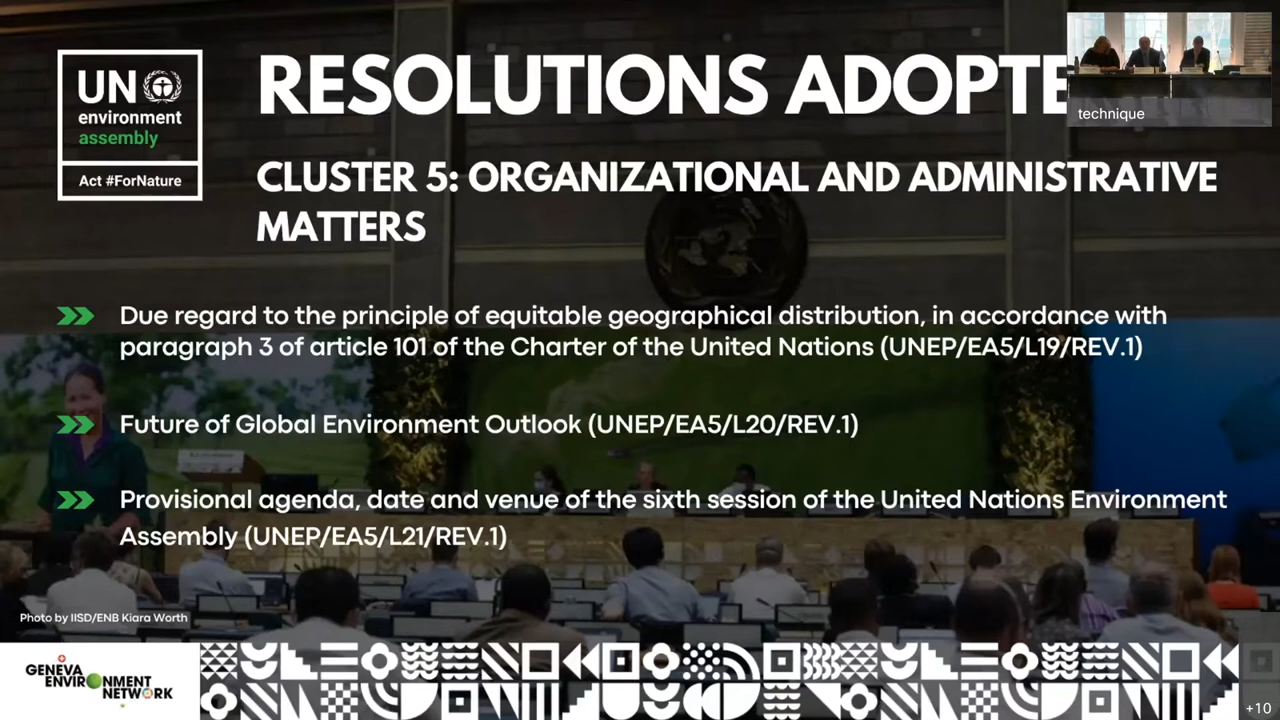 UN
environment
assembly
Act #ForNature
RESOLUTIONS ADOPTE
technique
CLUSTER 5: ORGANIZATIONAL AND ADMINISTRATIVE
MATTERS
Due regard to the principle of equitable geographical distribution, in accordance with
paragraph 3 of article 101 of the Charter of the United Nations (UNEP/EA5/L19/REV.1)
Future of Global Environment Outlook (UNEP/EA5/L20/REV.1)
Provisional agenda, date and venue of the sixth session of the United Nations Environment
Assembly (UNEP/EA5/L21/REV.1)
Photo by IISD/ENB Kiara Worth
GENEVA
ENVIRONMENT
NETWORK
+10